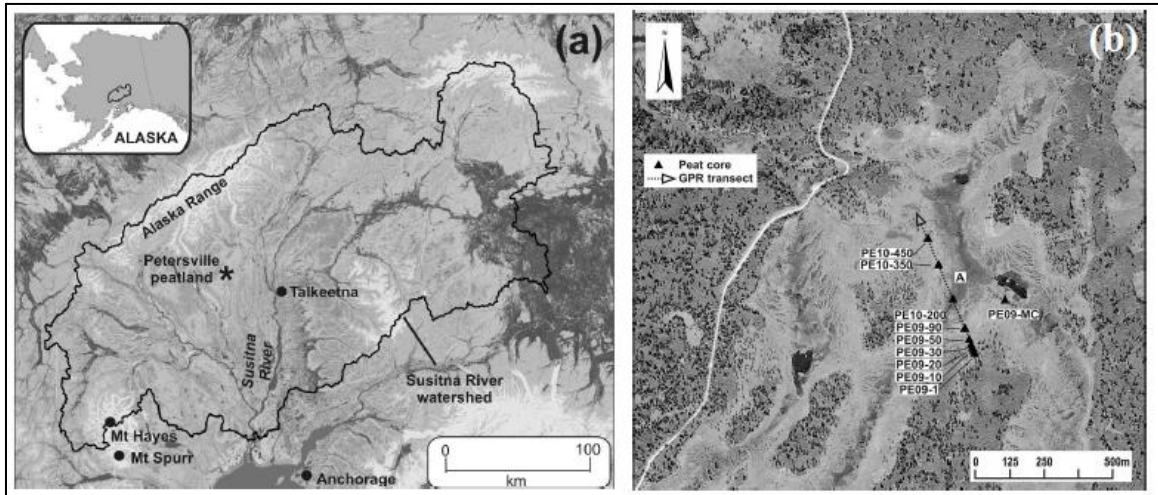 (a)
ALASKA
Alaska Range
Petersville
peatland
Talkeetna
Susitna
River
Susitna River
watershed
Mt Hayes
Mt Spurr
Anchorage
0 100
km
(b)
N
Peat core
GPR transect
PE10-450
PE10-350
A
PE09-MC
PE10-200
PE09-90
PE09-50
PE09-30
PE09-20
PE09-10
PE09-1
0 125 250 500m